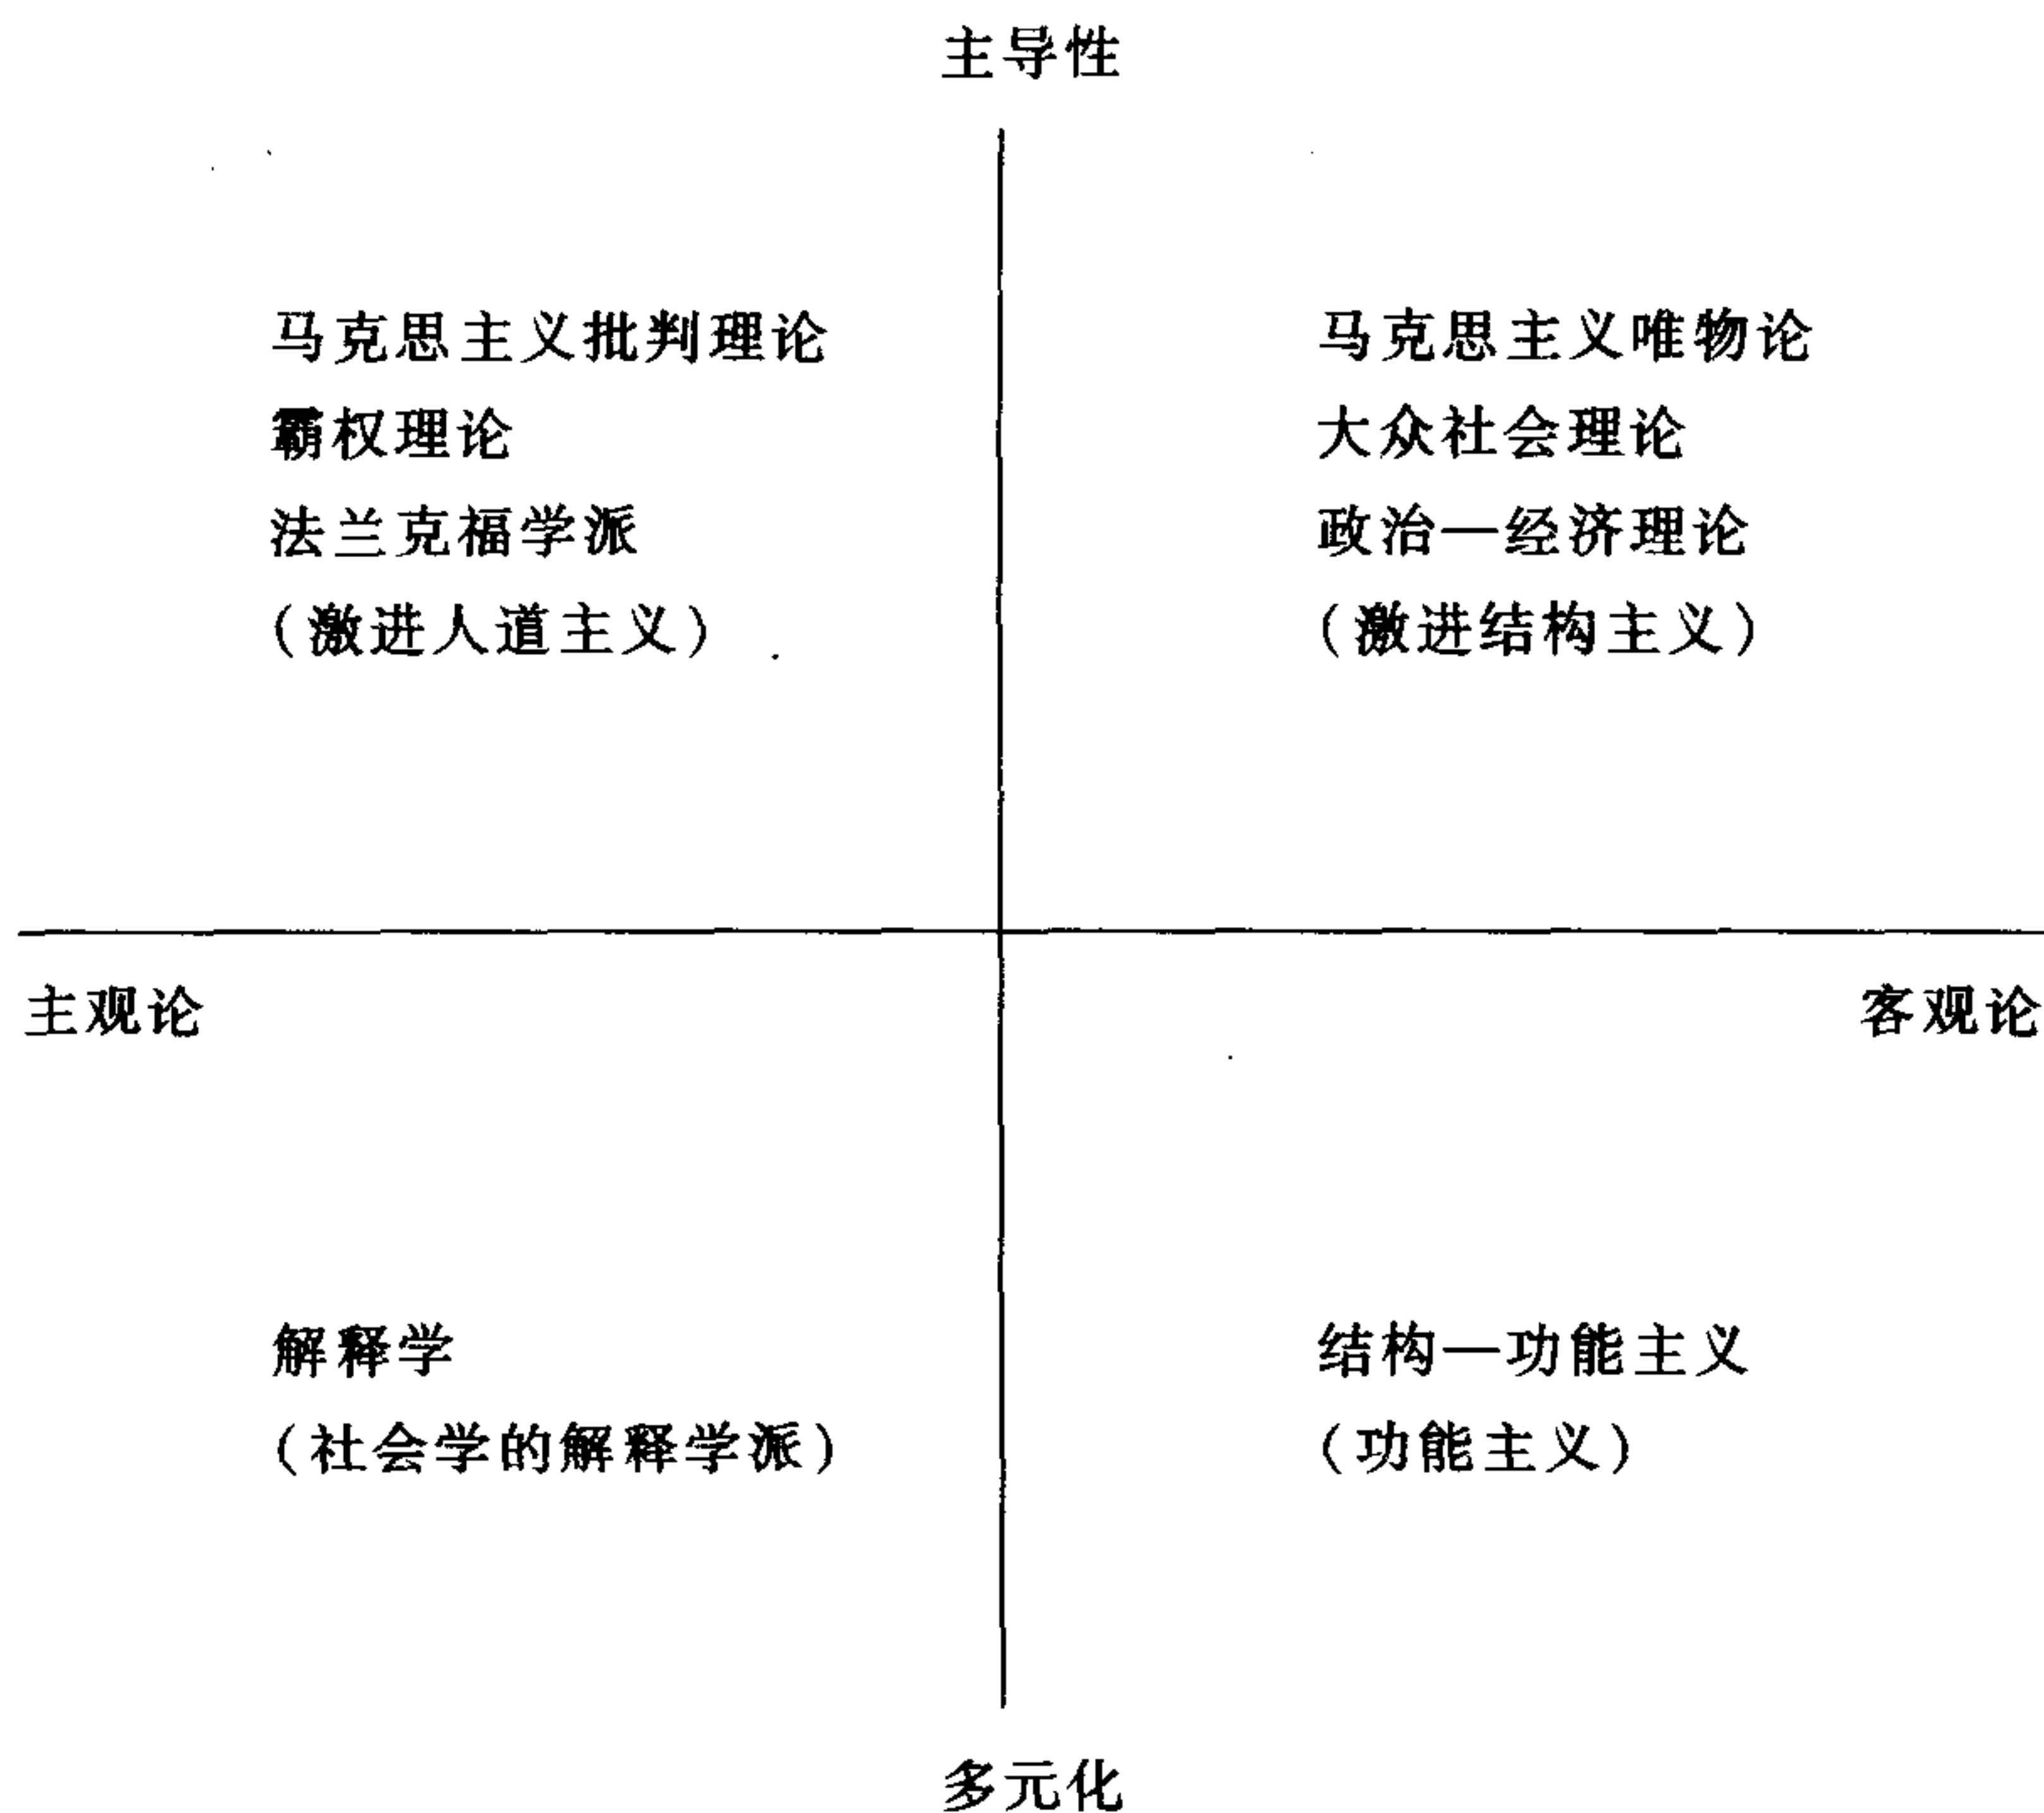 主导性
马克思主义批判理论
霸权理论
法兰克福学派
(激进人道主义)
马克思主义唯物论
大众社会理论
政治—经济理论
(激进结构主义)
主观论
客观论
解释学
(社会学的解释学派)
结构—功能主义
(功能主义)
多元化